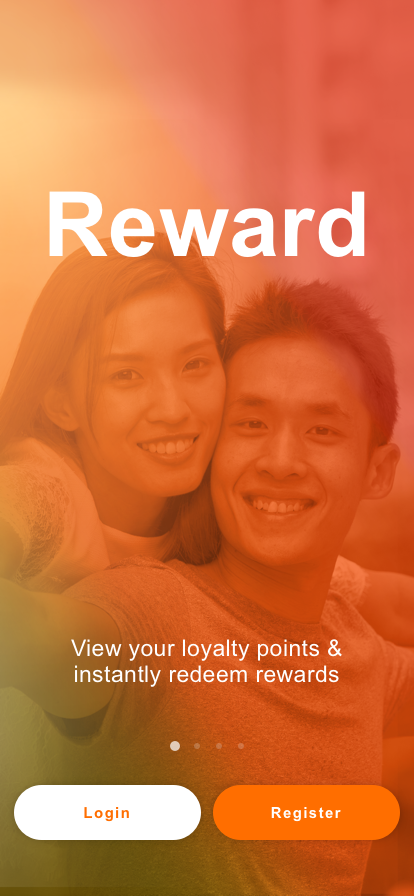 Reward
View your loyalty points &
instantly redeem rewards
Login
Register